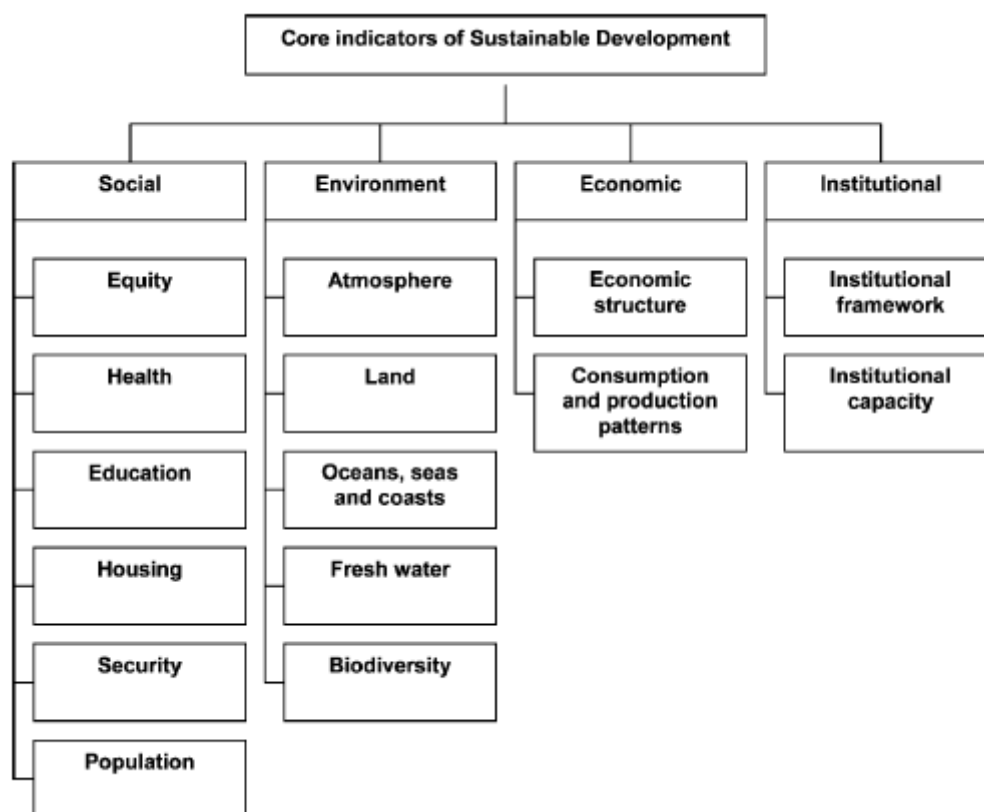 Core indicators of Sustainable Development
Social
Environment
Economic
Institutional
Equity
Health
Education
Housing
Security
Population
Atmosphere
Land
Oceans, seas
and coasts
Fresh water
Biodiversity
Economic
structure
Consumption
and production
patterns
Institutional
framework
Institutional
capacity